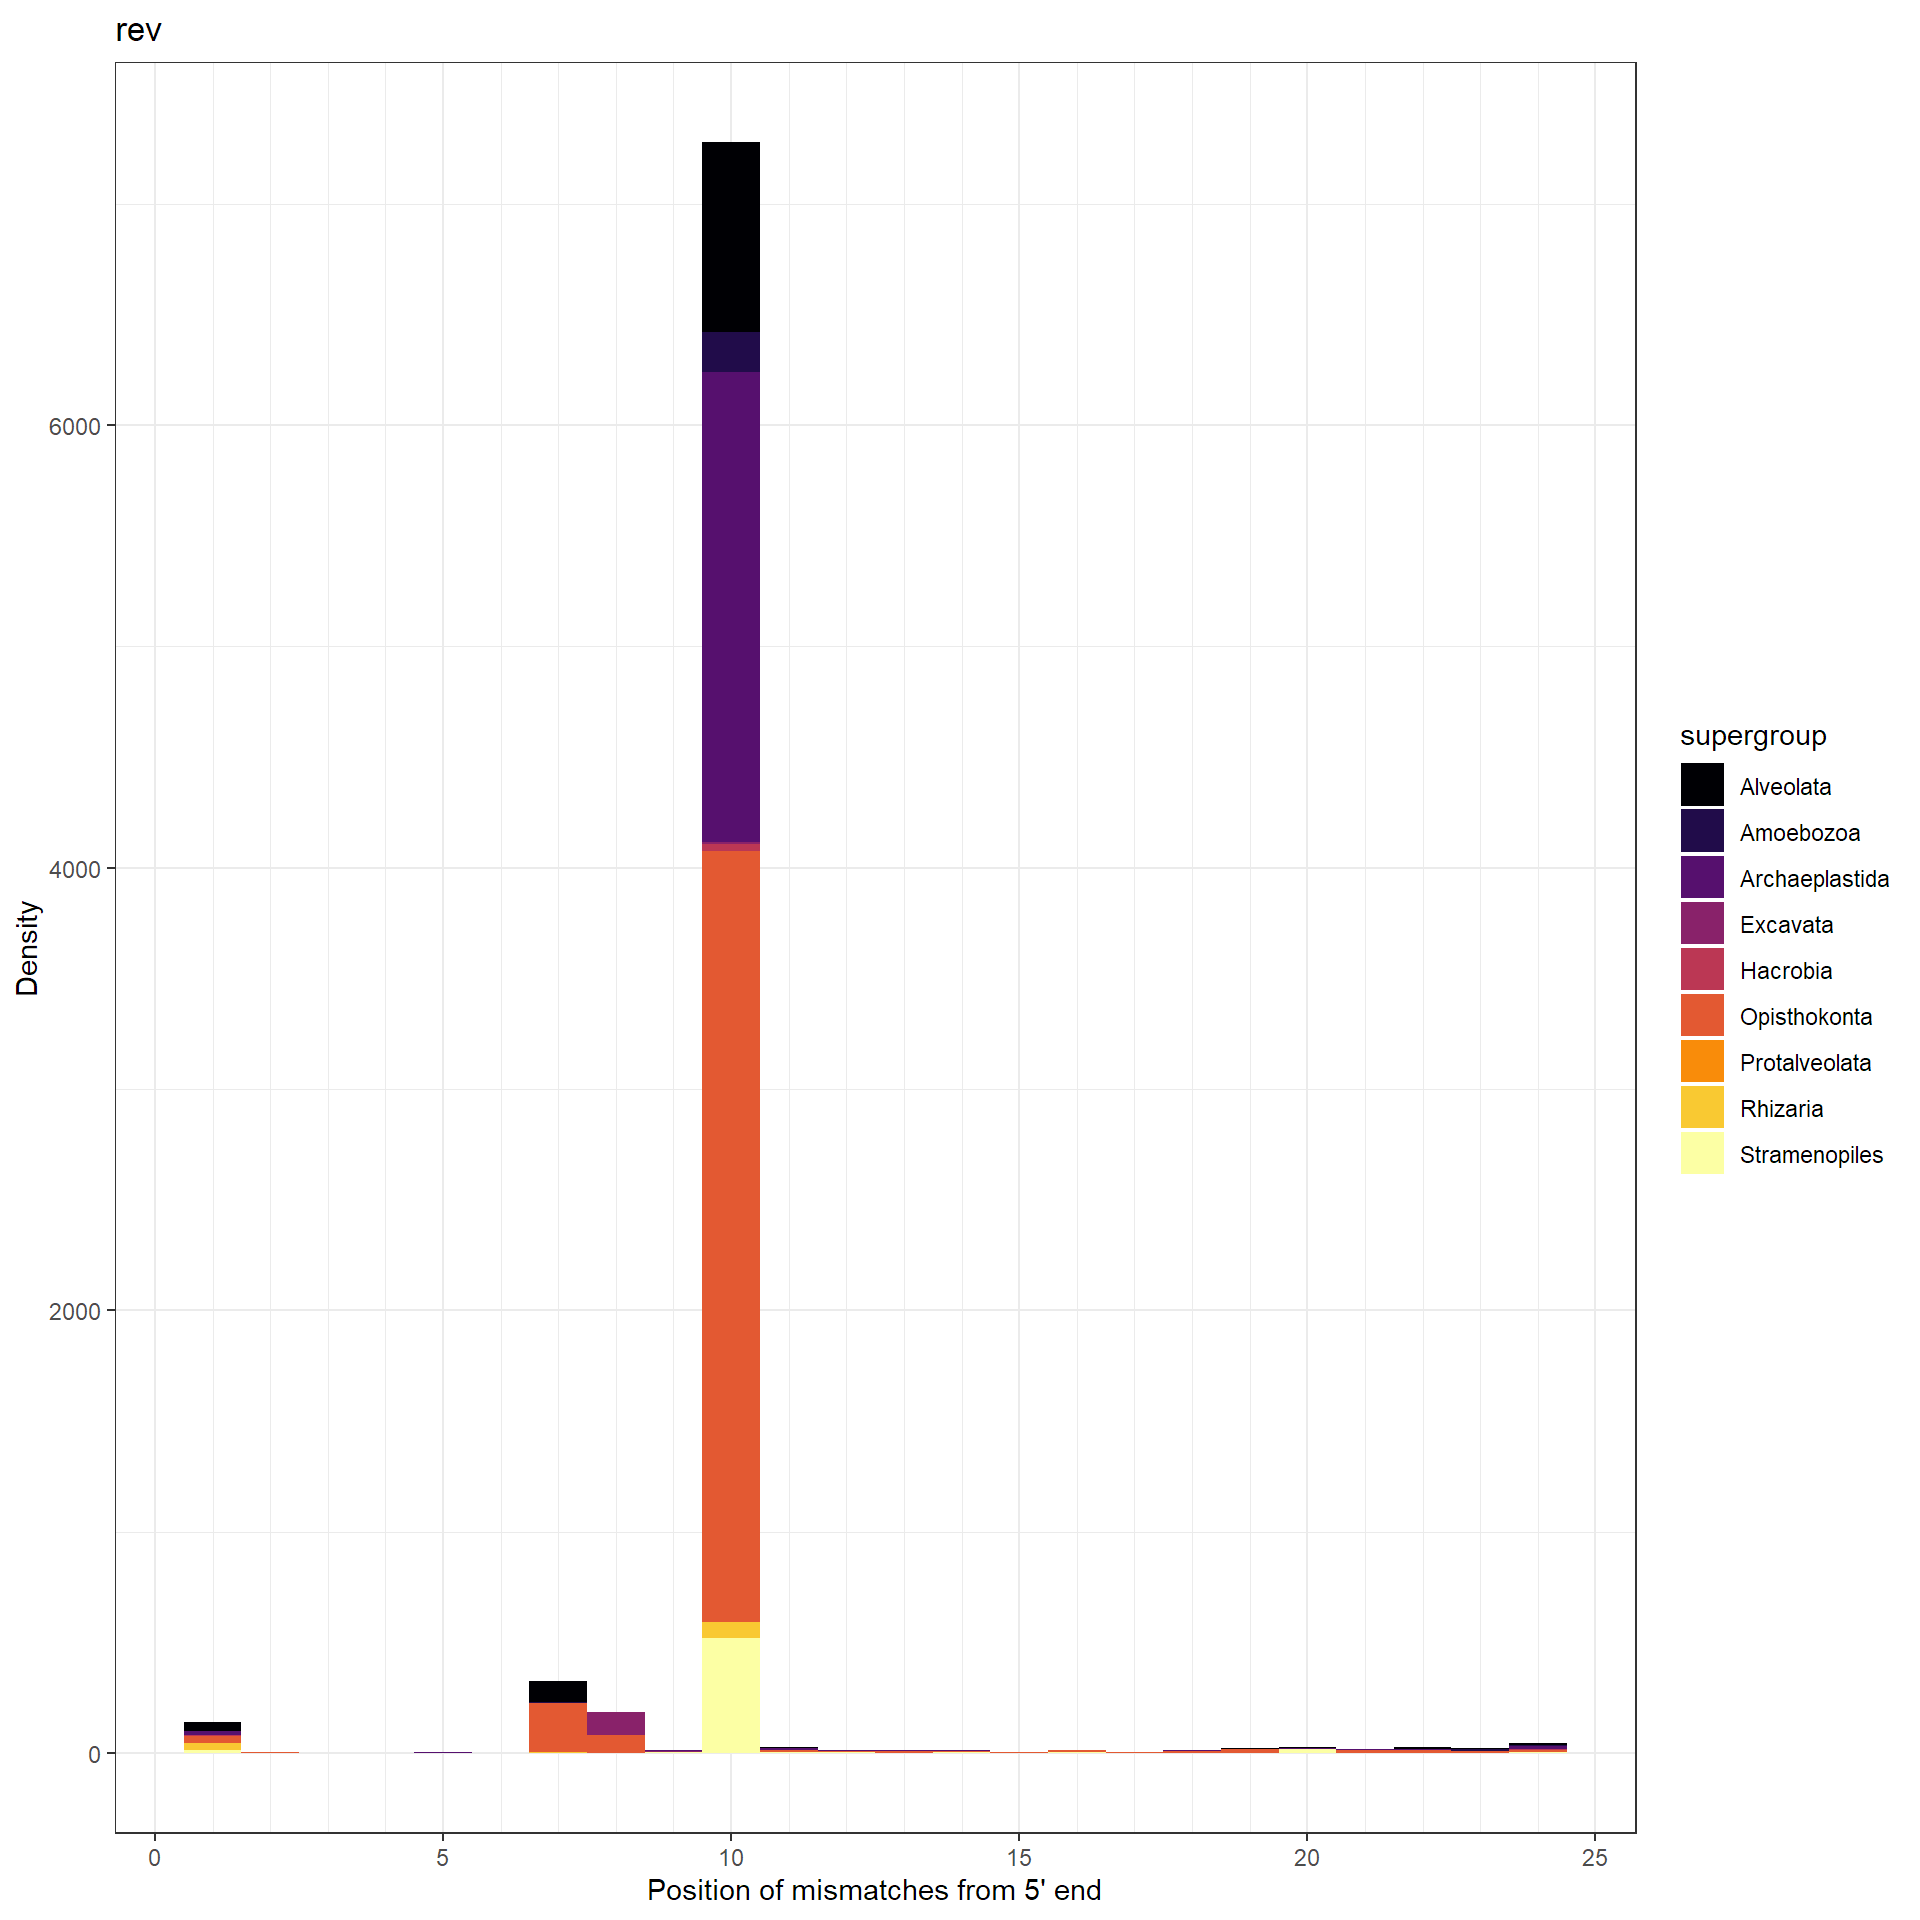 rev
6000
4000
2000
0
Density
0 5 10 15 20 25
Position of mismatches from 5' end
supergroup
Alveolata
Amoebozoa
Archaeplastida
Excavata
Hacrobia
Opisthokonta
Protalveolata
Rhizaria
Stramenopiles